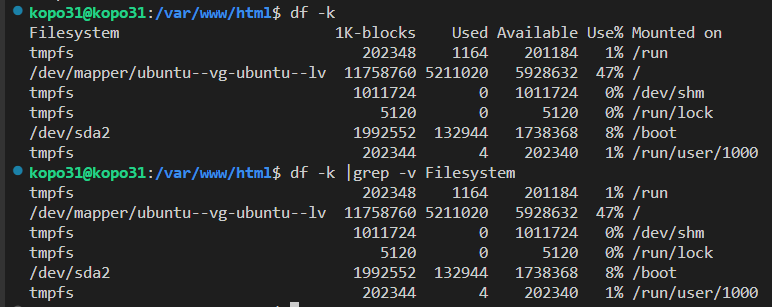 kopo31@kopo31:/var/www/html$ df -k
Filesystem                        1K-blocks    Used Available Use% Mounted on
tmpfs                                202348    1164    201184   1% /run
/dev/mapper/ubuntu--vg-ubuntu--lv  11758760 5211020   5928632  47% /
tmpfs                               1011724       0   1011724   0% /dev/shm
tmpfs                                  5120       0      5120   0% /run/lock
/dev/sda2                           1992552  132944   1738368   8% /boot
tmpfs                                202344       4    202340   1% /run/user/1000
kopo31@kopo31:/var/www/html$ df -k |grep -v Filesystem
tmpfs                                202348    1164    201184   1% /run
/dev/mapper/ubuntu--vg-ubuntu--lv  11758760 5211020   5928632  47% /
tmpfs                               1011724       0   1011724   0% /dev/shm
tmpfs                                  5120       0      5120   0% /run/lock
/dev/sda2                           1992552  132944   1738368   8% /boot
tmpfs                                202344       4    202340   1% /run/user/1000